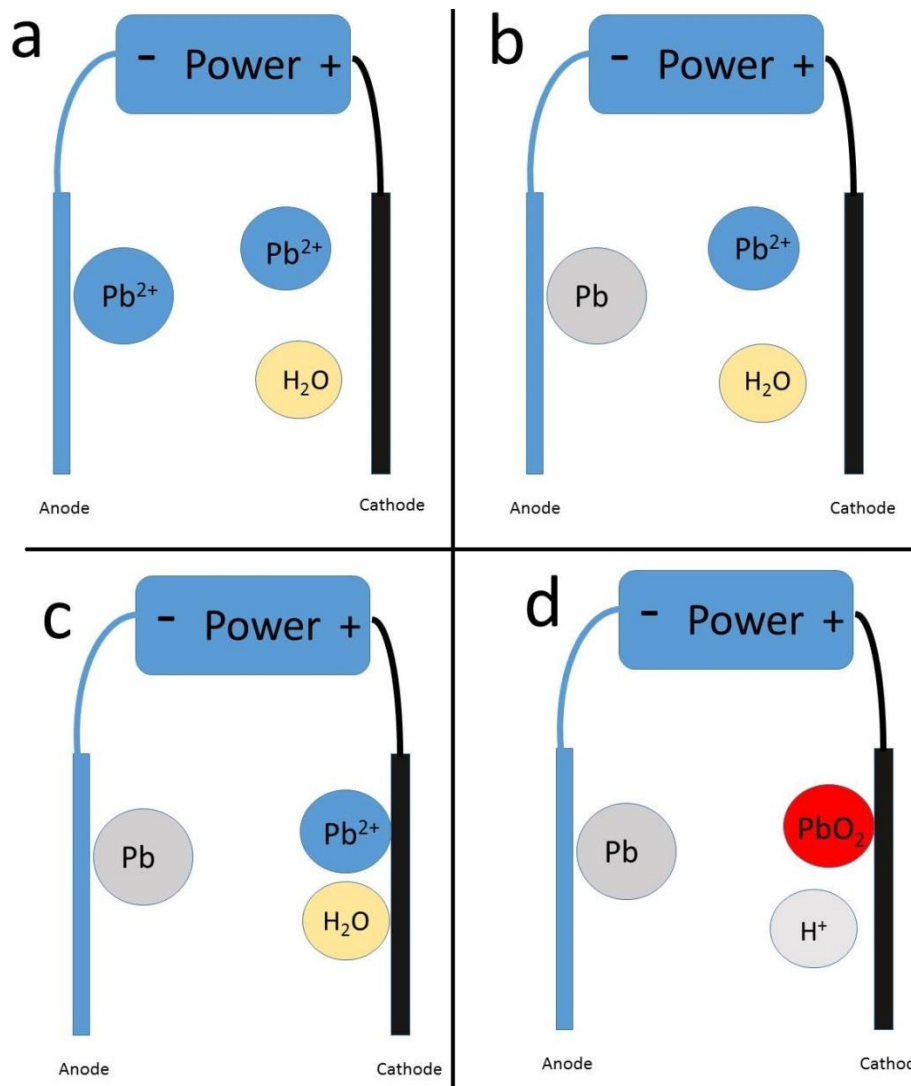 a
- Power +
Pb²⁺
Pb²⁺
H₂O
Anode
Cathode
b
- Power +
Pb²⁺
Pb
H₂O
Anode
Cathode
c
- Power +
Pb²⁺
Pb
H₂O
Anode
Cathode
d
- Power +
PbO₂
Pb
H⁺
Anode
Cathod